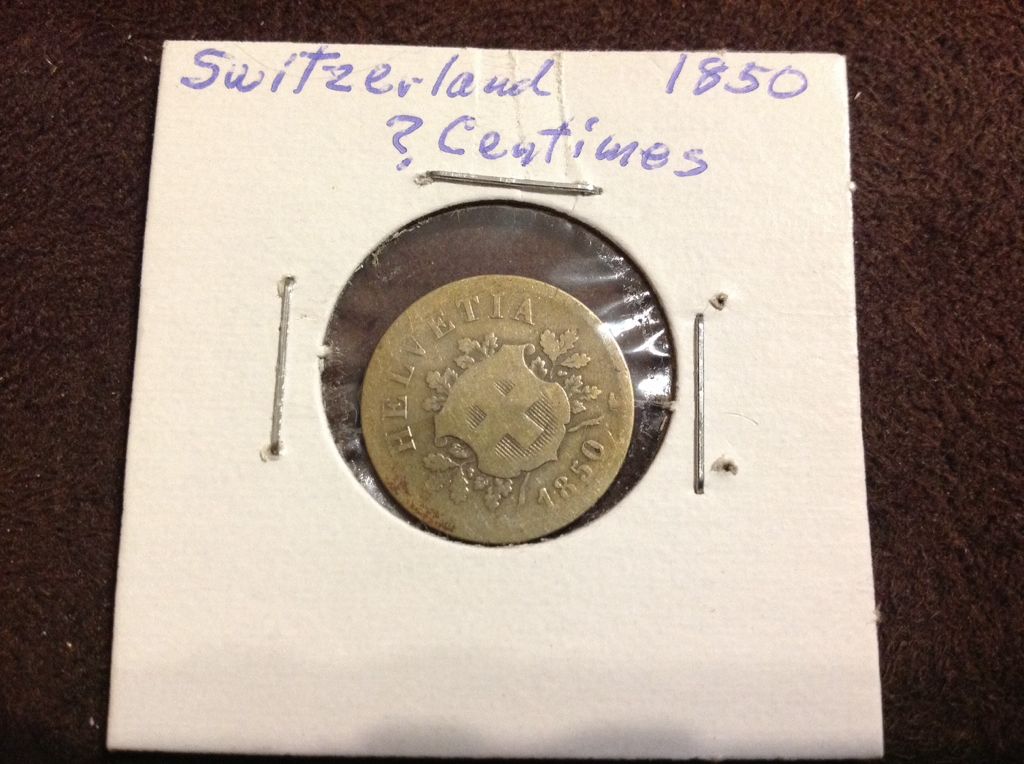 Switzerland 1850
? Centimes
HELVETIA
1850